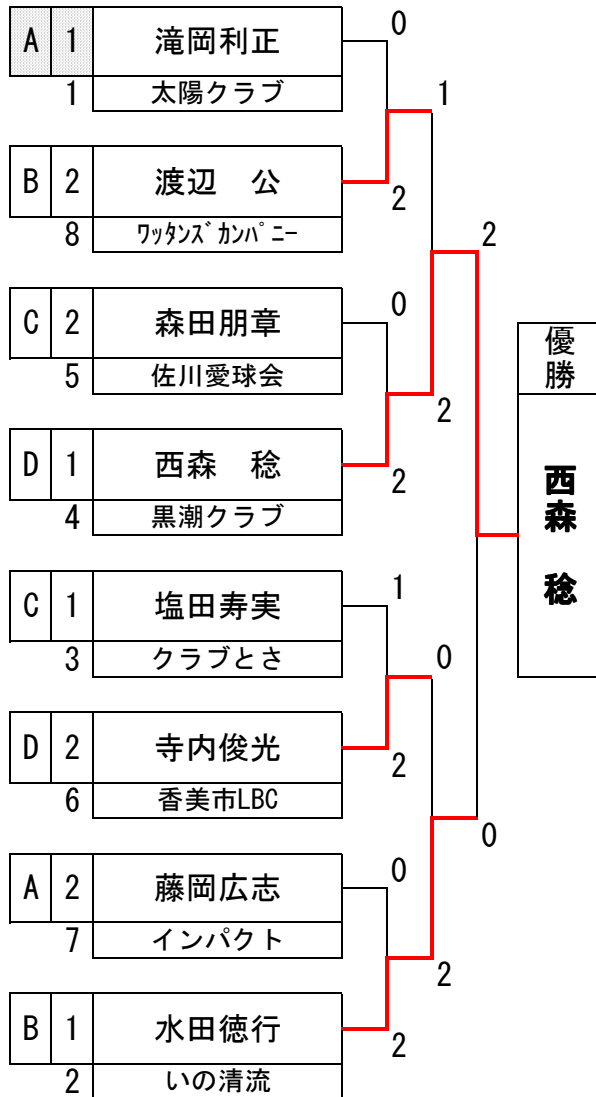 A 1 滝岡利正 0
1 太陽クラブ 1
B 2 渡辺　公 2
8 ワッタンズカンパニー 2
C 2 森田朋章 0
5 佐川愛球会 2
D 1 西森　稔 2
4 黒潮クラブ
優勝
西森　稔
C 1 塩田寿実 1
3 クラブとさ 0
D 2 寺内俊光 2
6 香美市LBC 0
A 2 藤岡広志 0
7 インパクト 2
B 1 水田徳行 2
2 いの清流